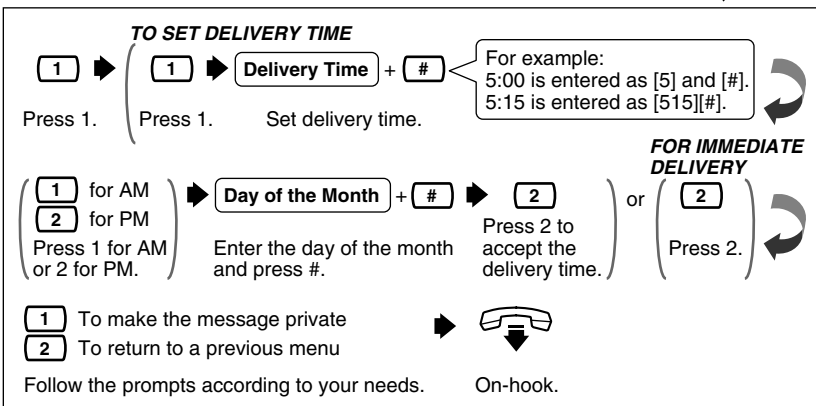 TO SET DELIVERY TIME
1 1 Delivery Time + #
For example:
5:00 is entered as [5] and [#].
5:15 is entered as [515][#].
Press 1. Press 1. Set delivery time.
FOR IMMEDIATE
DELIVERY
1 for AM
2 for PM
Press 1 for AM
or 2 for PM.
Day of the Month + #
Enter the day of the month
and press #.
2
Press 2 to
accept the
delivery time.
or
2
Press 2.
1 To make the message private
2 To return to a previous menu
Follow the prompts according to your needs. On-hook.